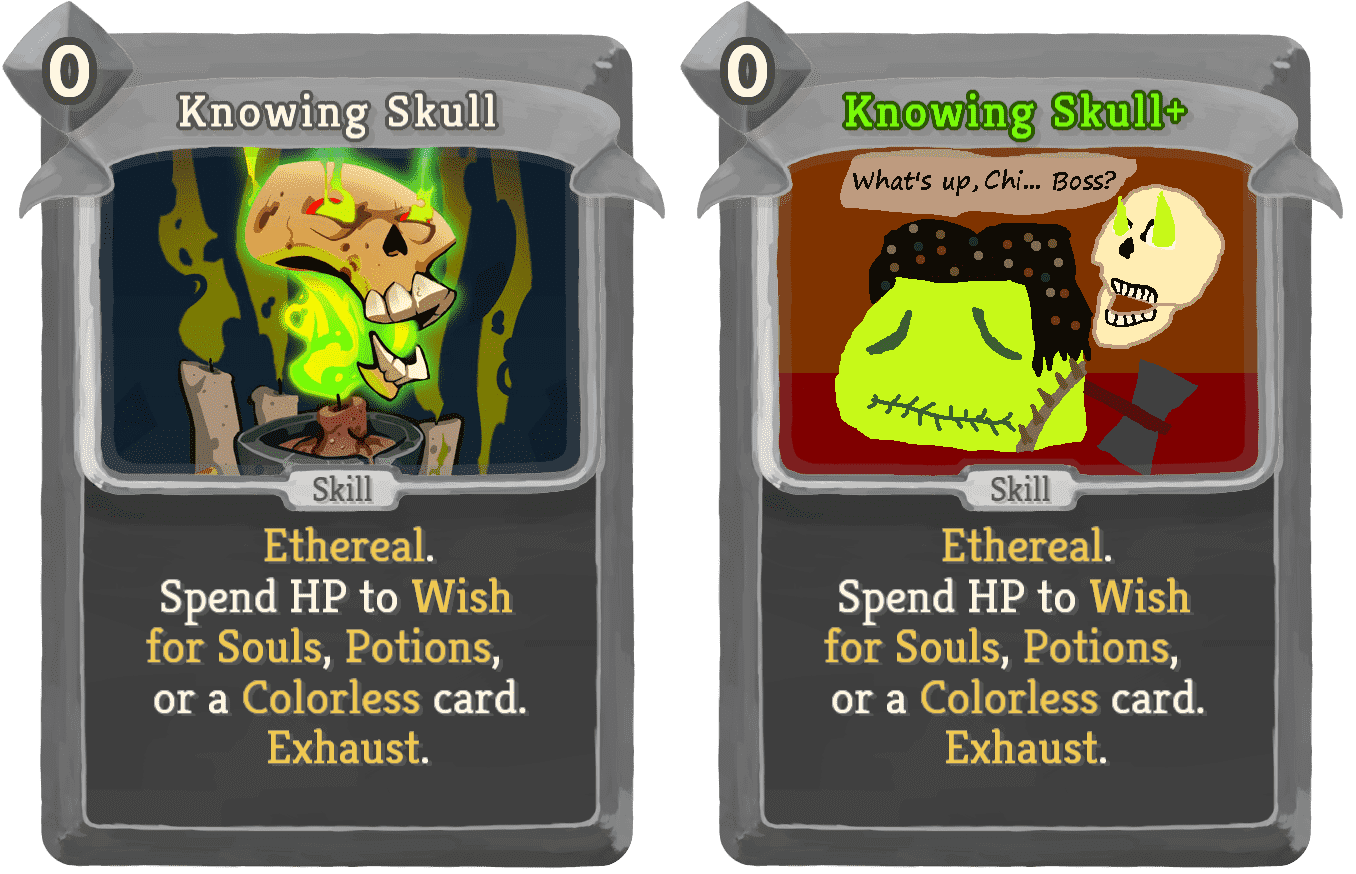 0
Knowing Skull
Skill
Ethereal.
Spend HP to Wish
for Souls, Potions,
or a Colorless card.
Exhaust.
0
Knowing Skull+
What's up, Chi... Boss?
Skill
Ethereal.
Spend HP to Wish
for Souls, Potions,
or a Colorless card.
Exhaust.